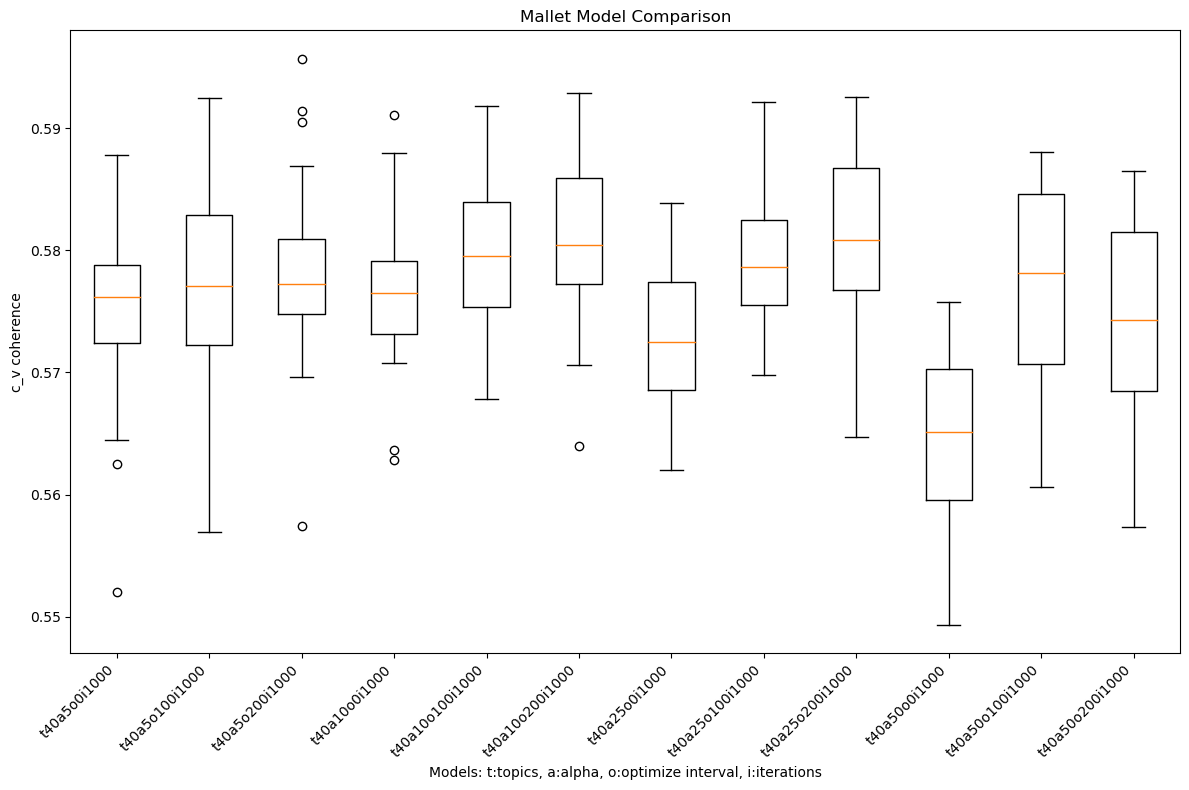 Mallet Model Comparison
c_v coherence
0.59
0.58
0.57
0.56
0.55
t40a5o0i1000
t40a5o100i1000
t40a5o200i1000
t40a10o0i1000
t40a10o100i1000
t40a10o200i1000
t40a25o0i1000
t40a25o100i1000
t40a25o200i1000
t40a50o0i1000
t40a50o100i1000
t40a50o200i1000
Models: t:topics, a:alpha, o:optimize interval, i:iterations